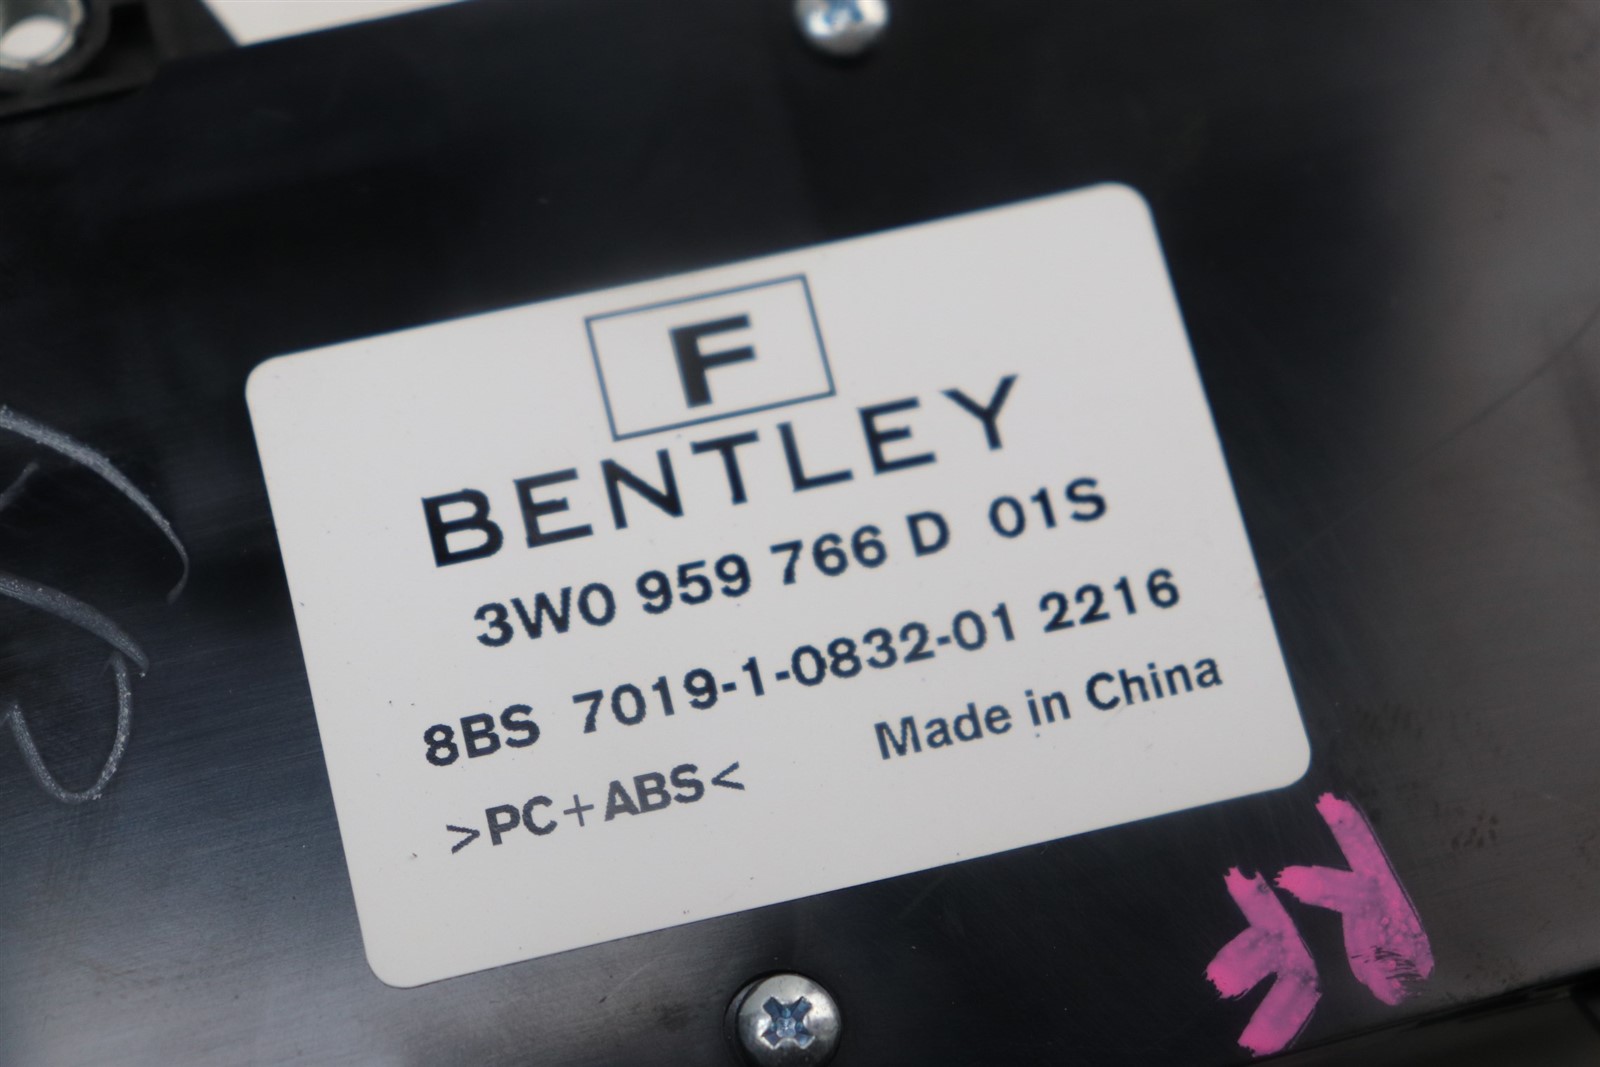 F
BENTLEY
3W0 959 766 D 01S
8BS 7019-1-0832-01 2216
>PC+ABS< Made in China